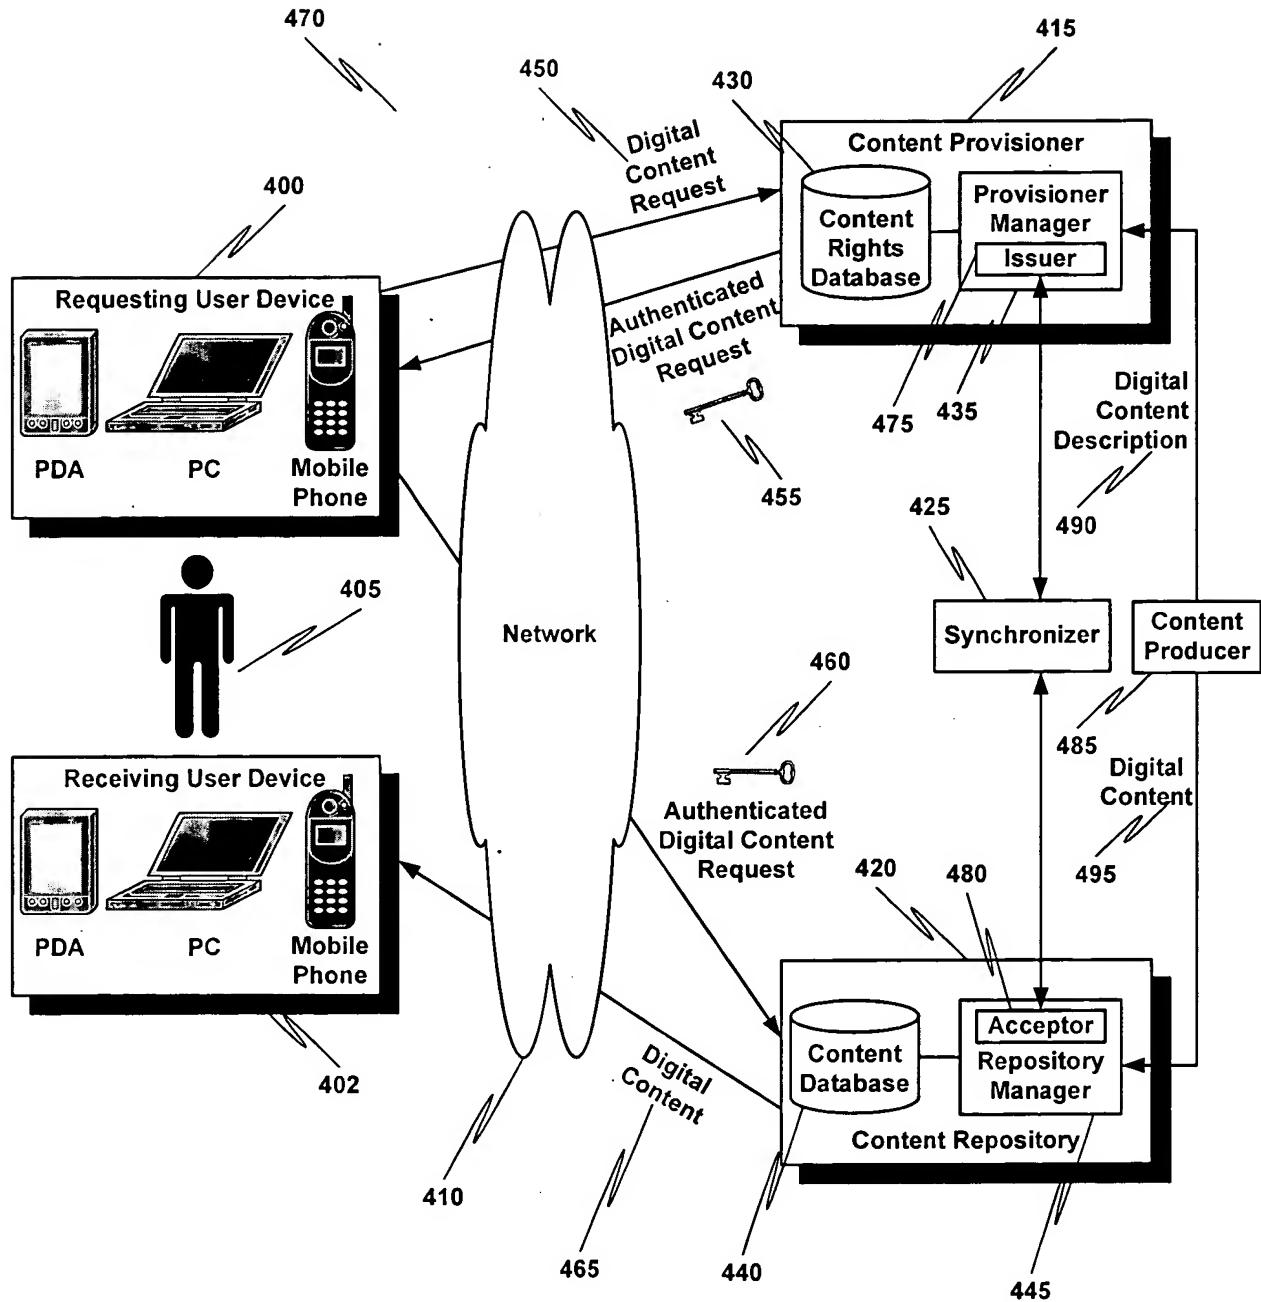 470
450
430
415
Digital
Content
Request
Content Provisioner
400
Content
Rights
Database
Provisioner
Manager
Issuer
Requesting User Device
PDA
PC
Mobile
Phone
Authenticated
Digital Content
Request
475
435
455
Digital
Content
Description
490
425
405
Network
Synchronizer
Content
Producer
460
485
Receiving User Device
PDA
PC
Mobile
Phone
Authenticated
Digital Content
Request
Digital
Content
495
420
480
402
Content
Database
Acceptor
Repository
Manager
Content Repository
Digital
Content
410
465
440
445